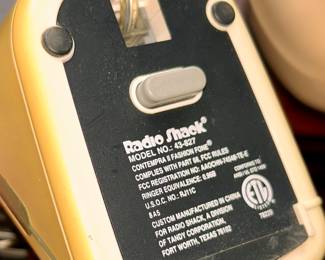 Radio Shack®
MODEL NO.: 43-827
CONTEMPRA II FASHION FONE®
COMPLIES WITH PART 68, FCC RULES
FCC REGISTRATION NO.:
RINGER EQUIVALENCE: 0.9B
U.S.O.C. NO.: RJ11C
CUSTOM MANUFACTURED IN CHINA
FOR RADIO SHACK, A DIVISION
OF TANDY CORPORATION
FORT WORTH, TEXAS 76102